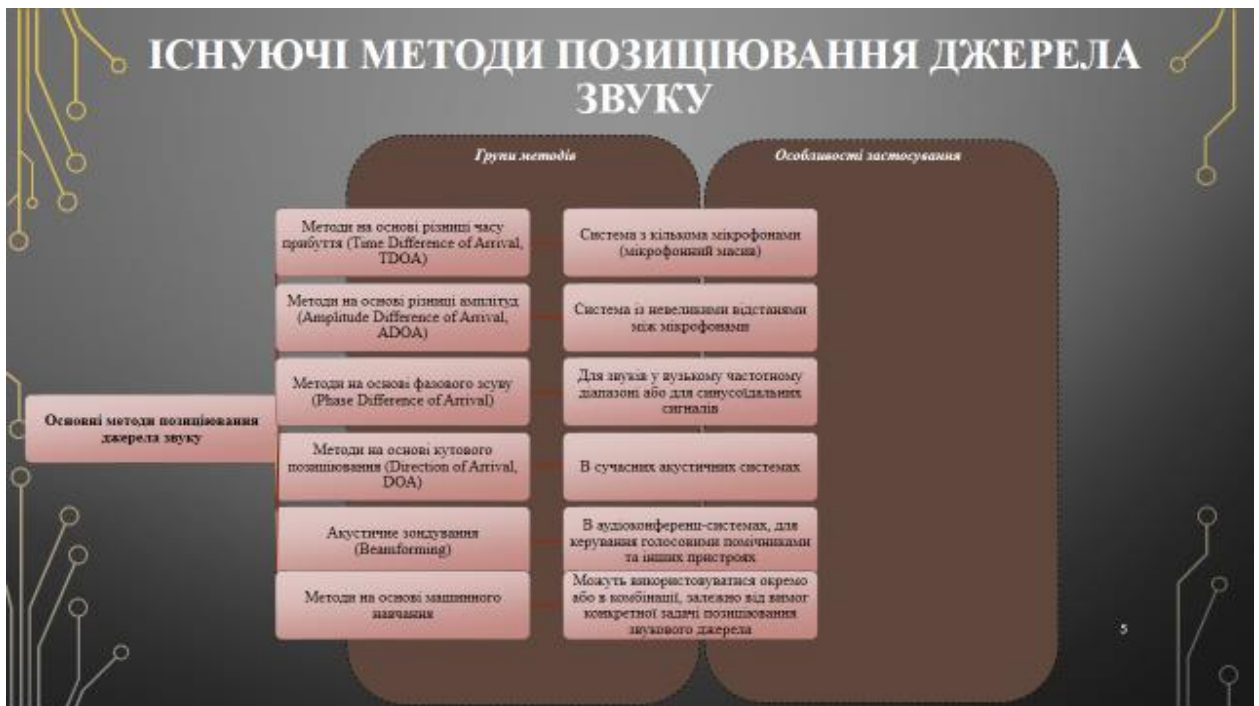 ІСНУЮЧІ МЕТОДИ ПОЗИЦІЮВАННЯ ДЖЕРЕЛА
ЗВУКУ
Групи методів
Особливості застосування
Основні методи позиціювання
джерела звуку
Методи на основі різниці часу
прибуття (Time Difference of Arrival,
TDOA)
Система з кількома мікрофонами
(мікрофонний масив)
Методи на основі різниці амплітуд
(Amplitude Difference of Arrival,
ADOA)
Система із невеликими відстанями
між мікрофонами
Методи на основі фазового зсуву
(Phase Difference of Arrival)
Для звуків у вузькому частотному
діапазоні або для синусоїдальних
сигналів
Методи на основі кутового
позиціювання (Direction of Arrival,
DOA)
В сучасних акустичних системах
Акустичне зондування
(Beamforming)
В аудіоконференц-системах, для
керування голосовими помічниками
та інших пристроях
Методи на основі машинного
навчання
Можуть використовуватися окремо
або в комбінації, залежно від вимог
конкретної задачі позиціювання
звукового джерела
5